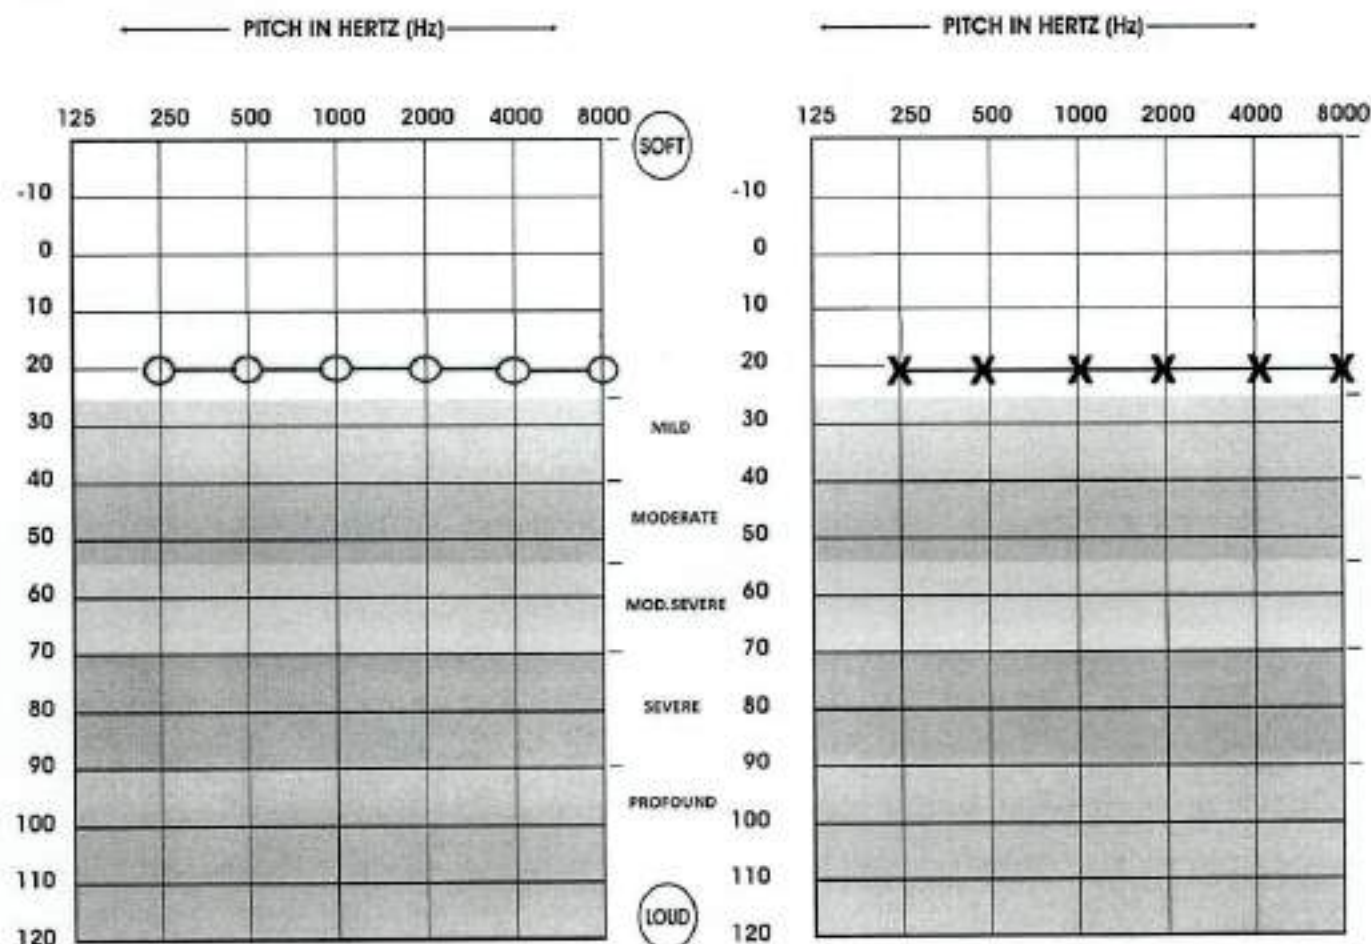 PITCH IN HERTZ (Hz) PITCH IN HERTZ (Hz)
125 250 500 1000 2000 4000 8000 125 250 500 1000 2000 4000 8000
SOFT
-10 -10
0 0
10 10
20 20
30 MILD 30
40 40
MODERATE
50 50
60 MOD.SEVERE 60
70 70
80 SEVERE 80
90 90
PROFOUND
100 100
110 110
LOUD
120 120